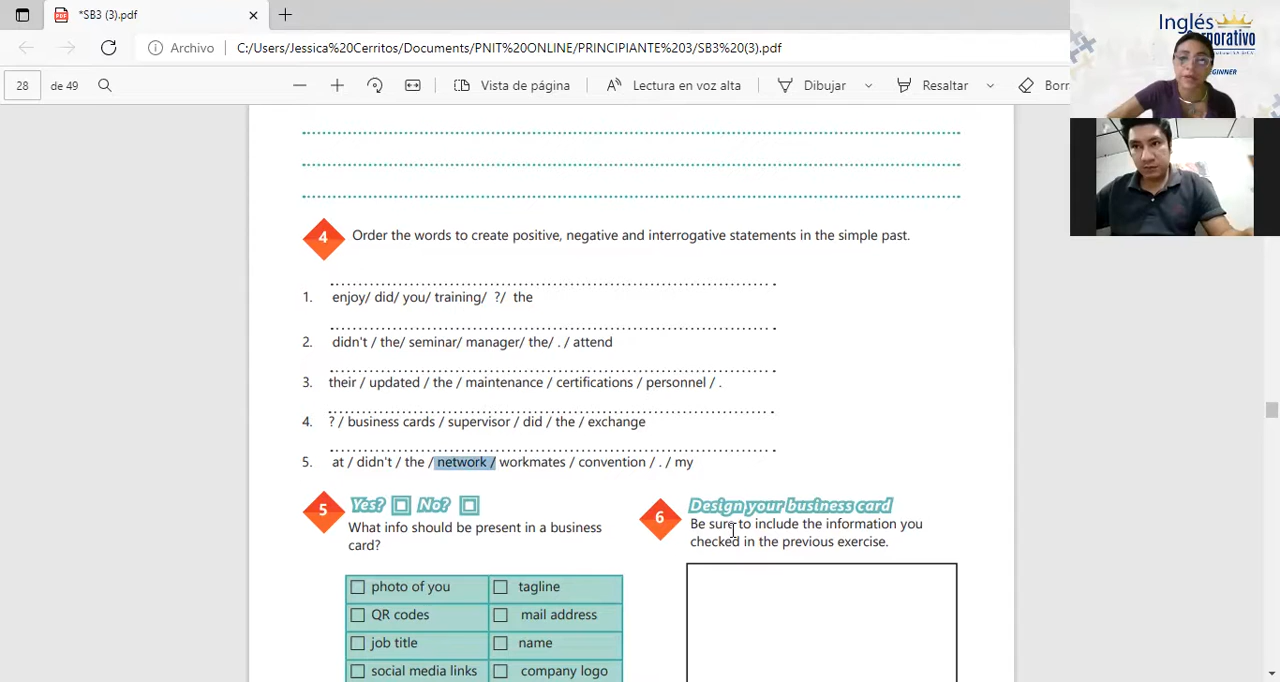 *SB3 (3).pdf
Archivo
C:/Users/Jessica%20Cerritos/Documents/PNIT%20ONLINE/PRINCIPIANTE%203/SB3%20(3).pdf
28 de 49
Vista de página
Lectura en voz alta
Dibujar
Resaltar
Borr
Inglés
Corporativo
4 Order the words to create positive, negative and interrogative statements in the simple past.
1. enjoy/ did/ you/ training/ ?/ the
2. didn't / the/ seminar/ manager/ the/ . / attend
3. their / updated / the / maintenance / certifications / personnel / .
4. ? / business cards / supervisor / did / the / exchange
5. at / didn't / the / network / workmates / convention / . / my
5 Yes? No?
What info should be present in a business
card?
photo of you
tagline
QR codes
mail address
job title
name
social media links
company logo
6 Design your business card
Be sure to include the information you
checked in the previous exercise.